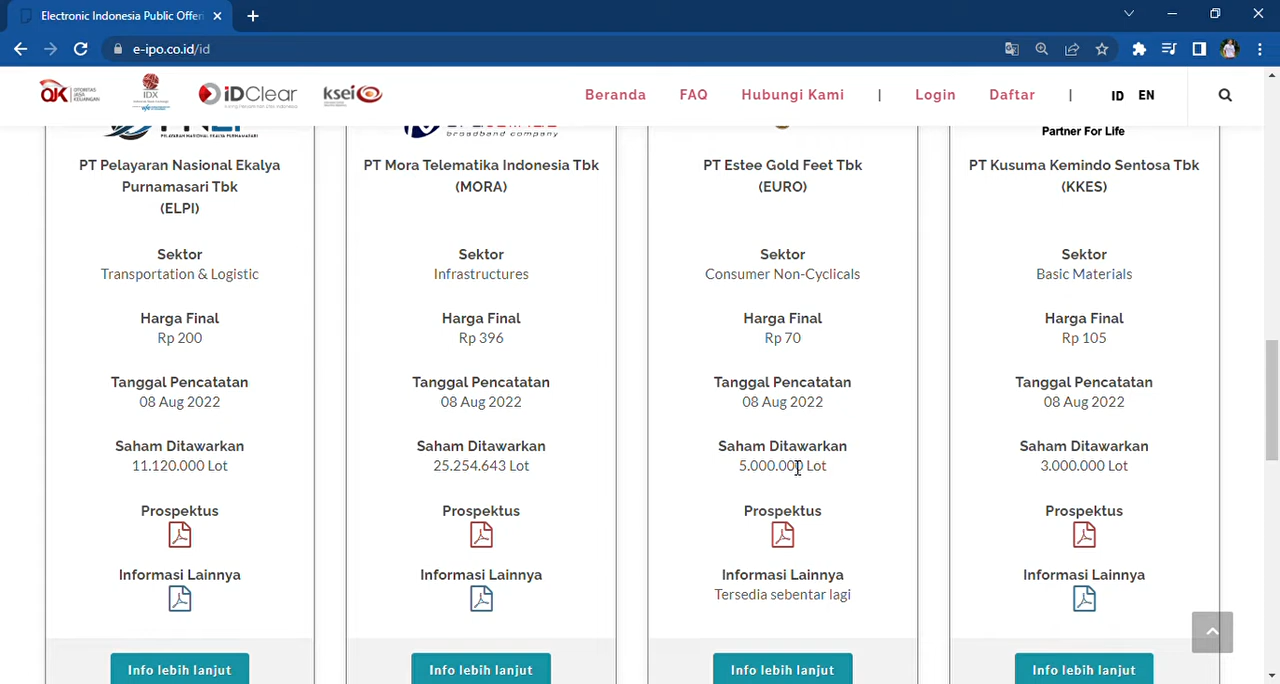 Electronic Indonesia Public Offer
e-ipo.co.id/id
OTORITAS
JASA
KEUANGAN
IDX
iDClear
ksei
Beranda
FAQ
Hubungi Kami
|
Login
Daftar
|
ID
EN
broadband company
Partner For Life
PT Pelayaran Nasional Ekalya
Purnamasari Tbk
(ELPI)
Sektor
Transportation & Logistic
Harga Final
Rp 200
Tanggal Pencatatan
08 Aug 2022
Saham Ditawarkan
11.120.000 Lot
Prospektus
Informasi Lainnya
Info lebih lanjut
PT Mora Telematika Indonesia Tbk
(MORA)
Sektor
Infrastructures
Harga Final
Rp 396
Tanggal Pencatatan
08 Aug 2022
Saham Ditawarkan
25.254.643 Lot
Prospektus
Informasi Lainnya
Info lebih lanjut
PT Estee Gold Feet Tbk
(EURO)
Sektor
Consumer Non-Cyclicals
Harga Final
Rp 70
Tanggal Pencatatan
08 Aug 2022
Saham Ditawarkan
5.000.000 Lot
Prospektus
Informasi Lainnya
Tersedia sebentar lagi
Info lebih lanjut
PT Kusuma Kemindo Sentosa Tbk
(KKES)
Sektor
Basic Materials
Harga Final
Rp 105
Tanggal Pencatatan
08 Aug 2022
Saham Ditawarkan
3.000.000 Lot
Prospektus
Informasi Lainnya
Info lebih lanjut